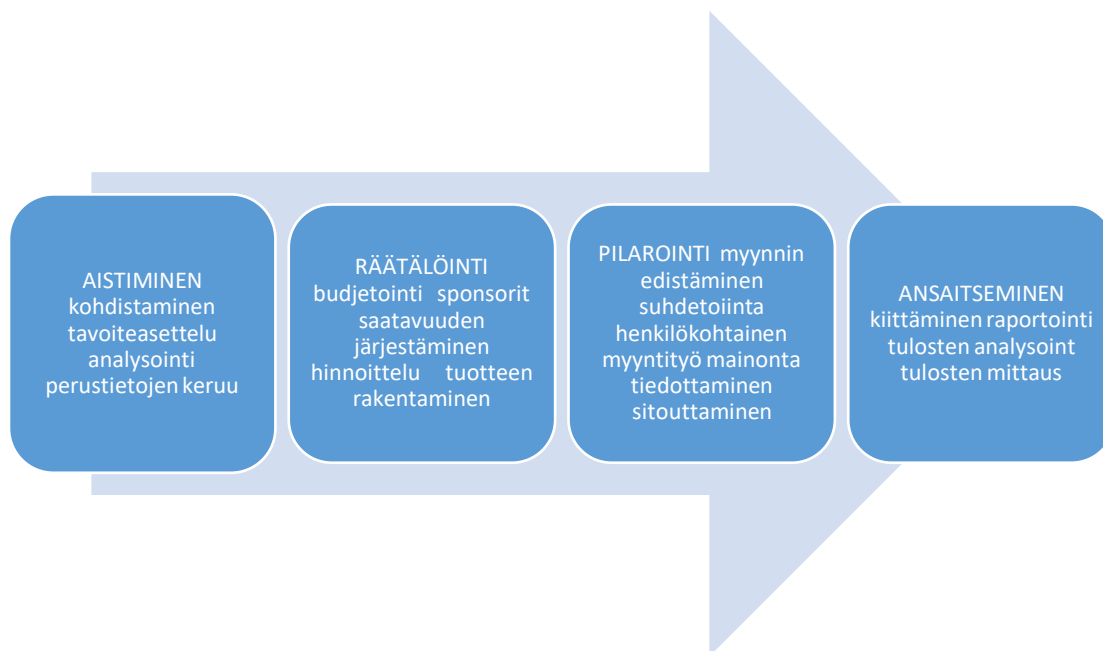 AISTIMINEN
kohdistaminen
tavoiteasettelu
analysointi
perustietojen keruu
RÄÄTÄLÖINTI
budjetointi sponsorit
saatavuuden
järjestäminen
hinnoittelu tuotteen
rakentaminen
PILAROINTI myynnin
edistäminen
suhdetoiinta
henkilökohtainen
myyntityö mainonta
tiedottaminen
sitouttaminen
ANSAITSEMINEN
kiittäminen raportointi
tulosten analysoint
tulosten mittaus